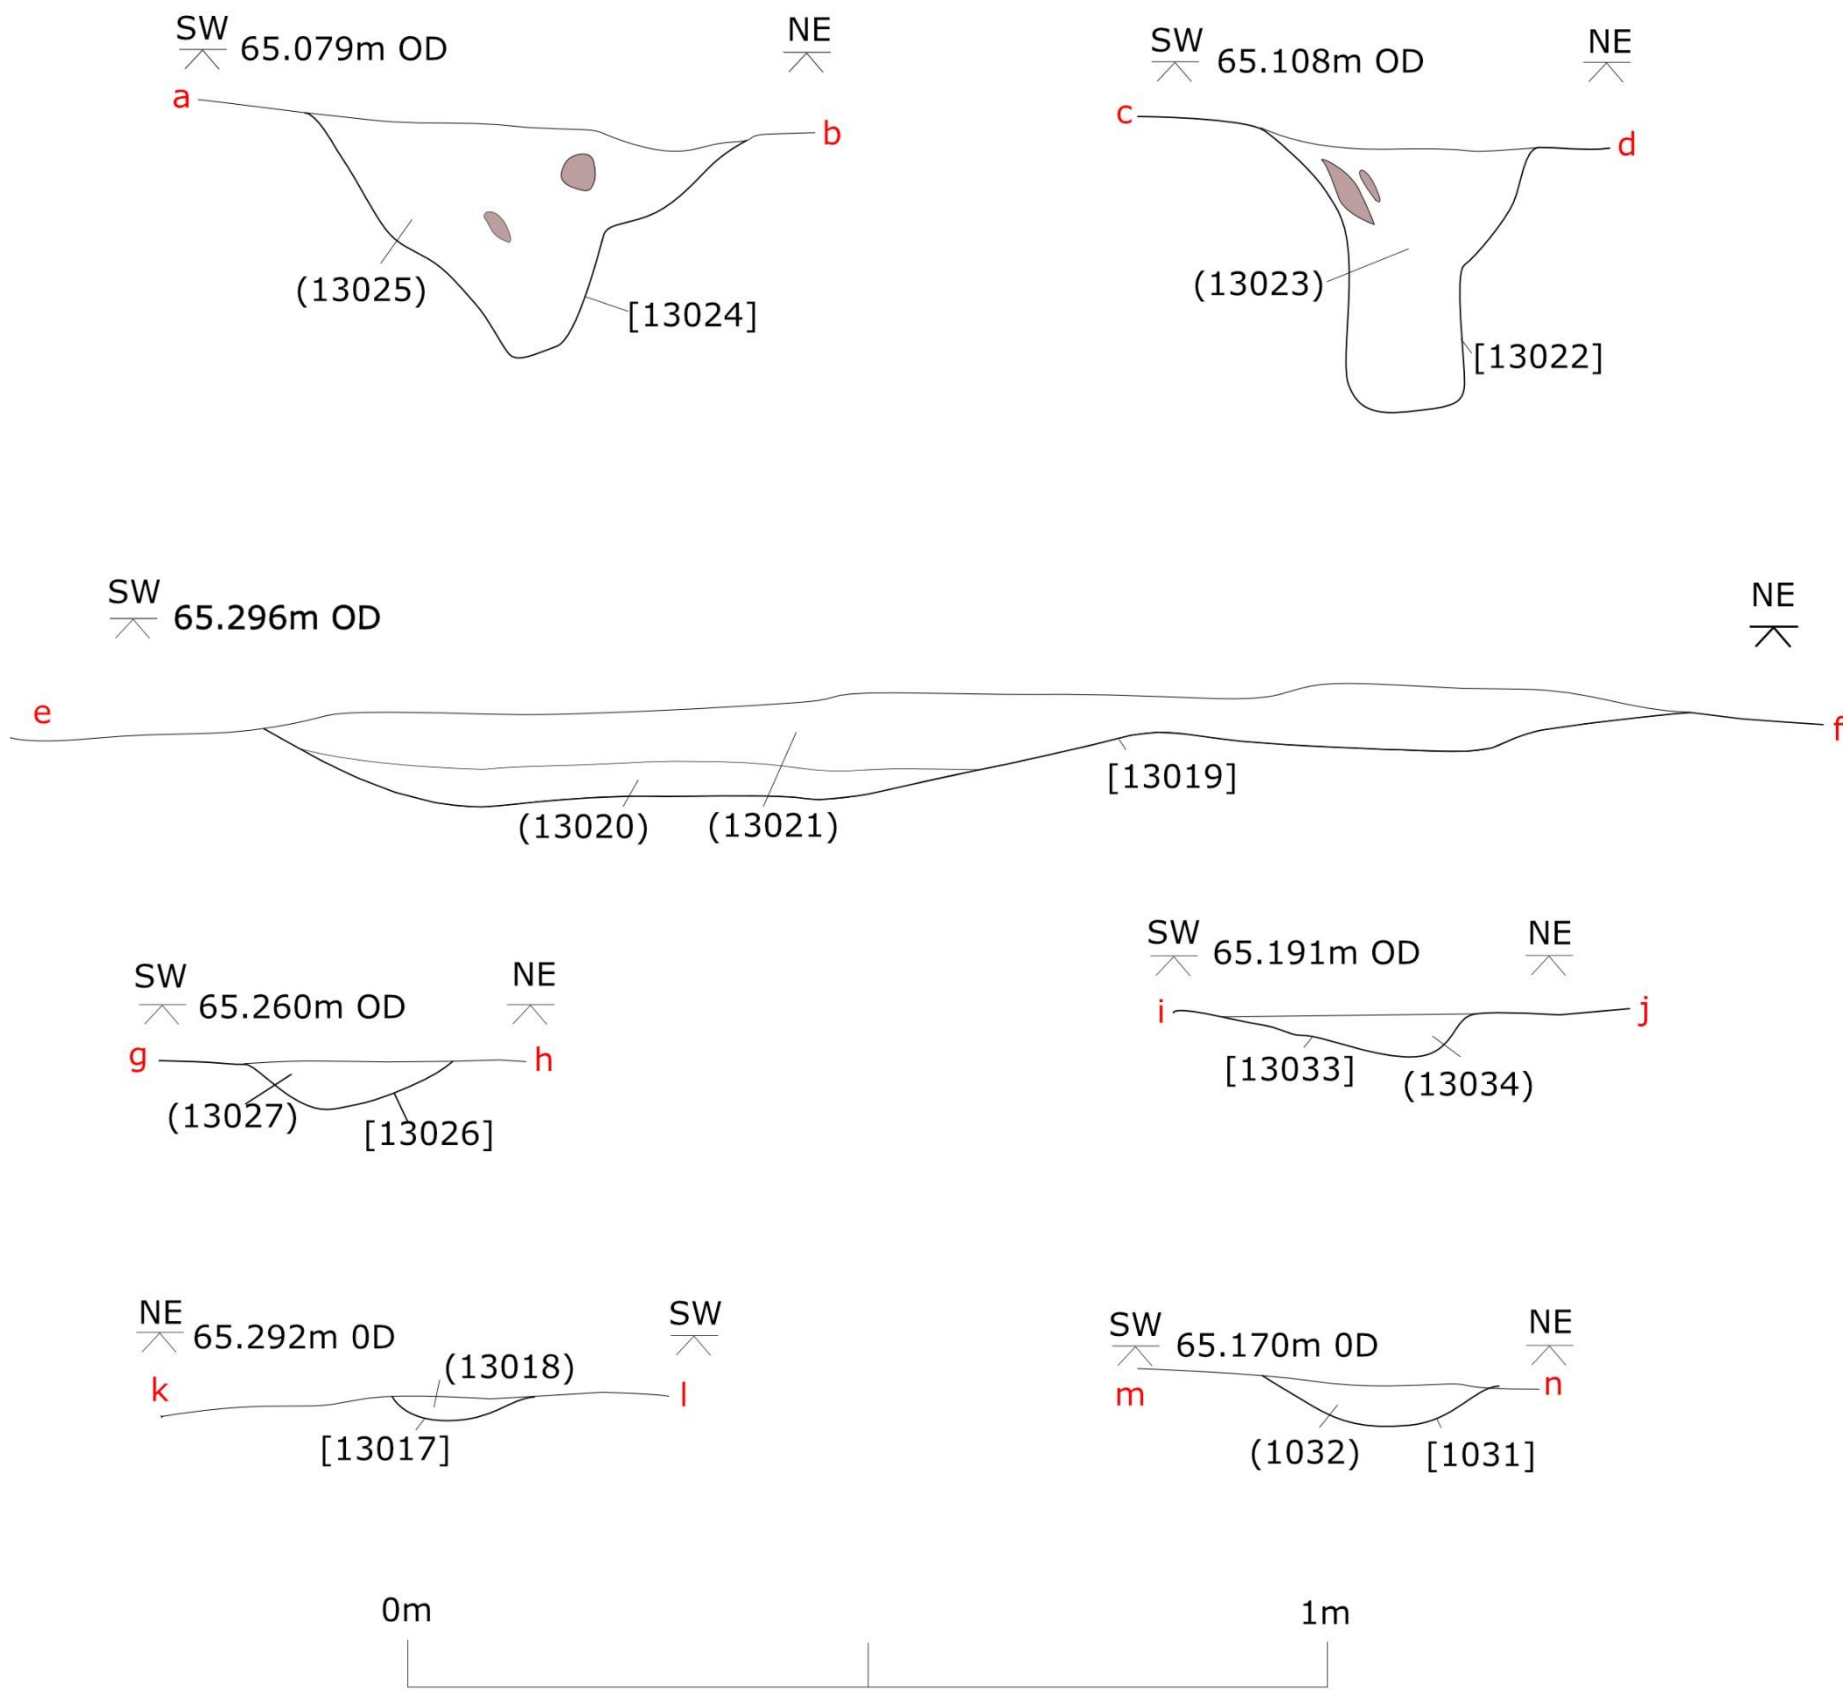 SW 65.079m OD NE
a
b
(13025)
[13024]
SW 65.108m OD NE
c
d
(13023)
[13022]
SW 65.296m OD NE
e
f
[13019]
(13020) (13021)
SW 65.260m OD NE
g h
(13027)
[13026]
SW 65.191m OD NE
i j
[13033] (13034)
NE 65.292m 0D SW
(13018)
k l
[13017]
SW 65.170m 0D NE
m n
(1032) [1031]
0m 1m